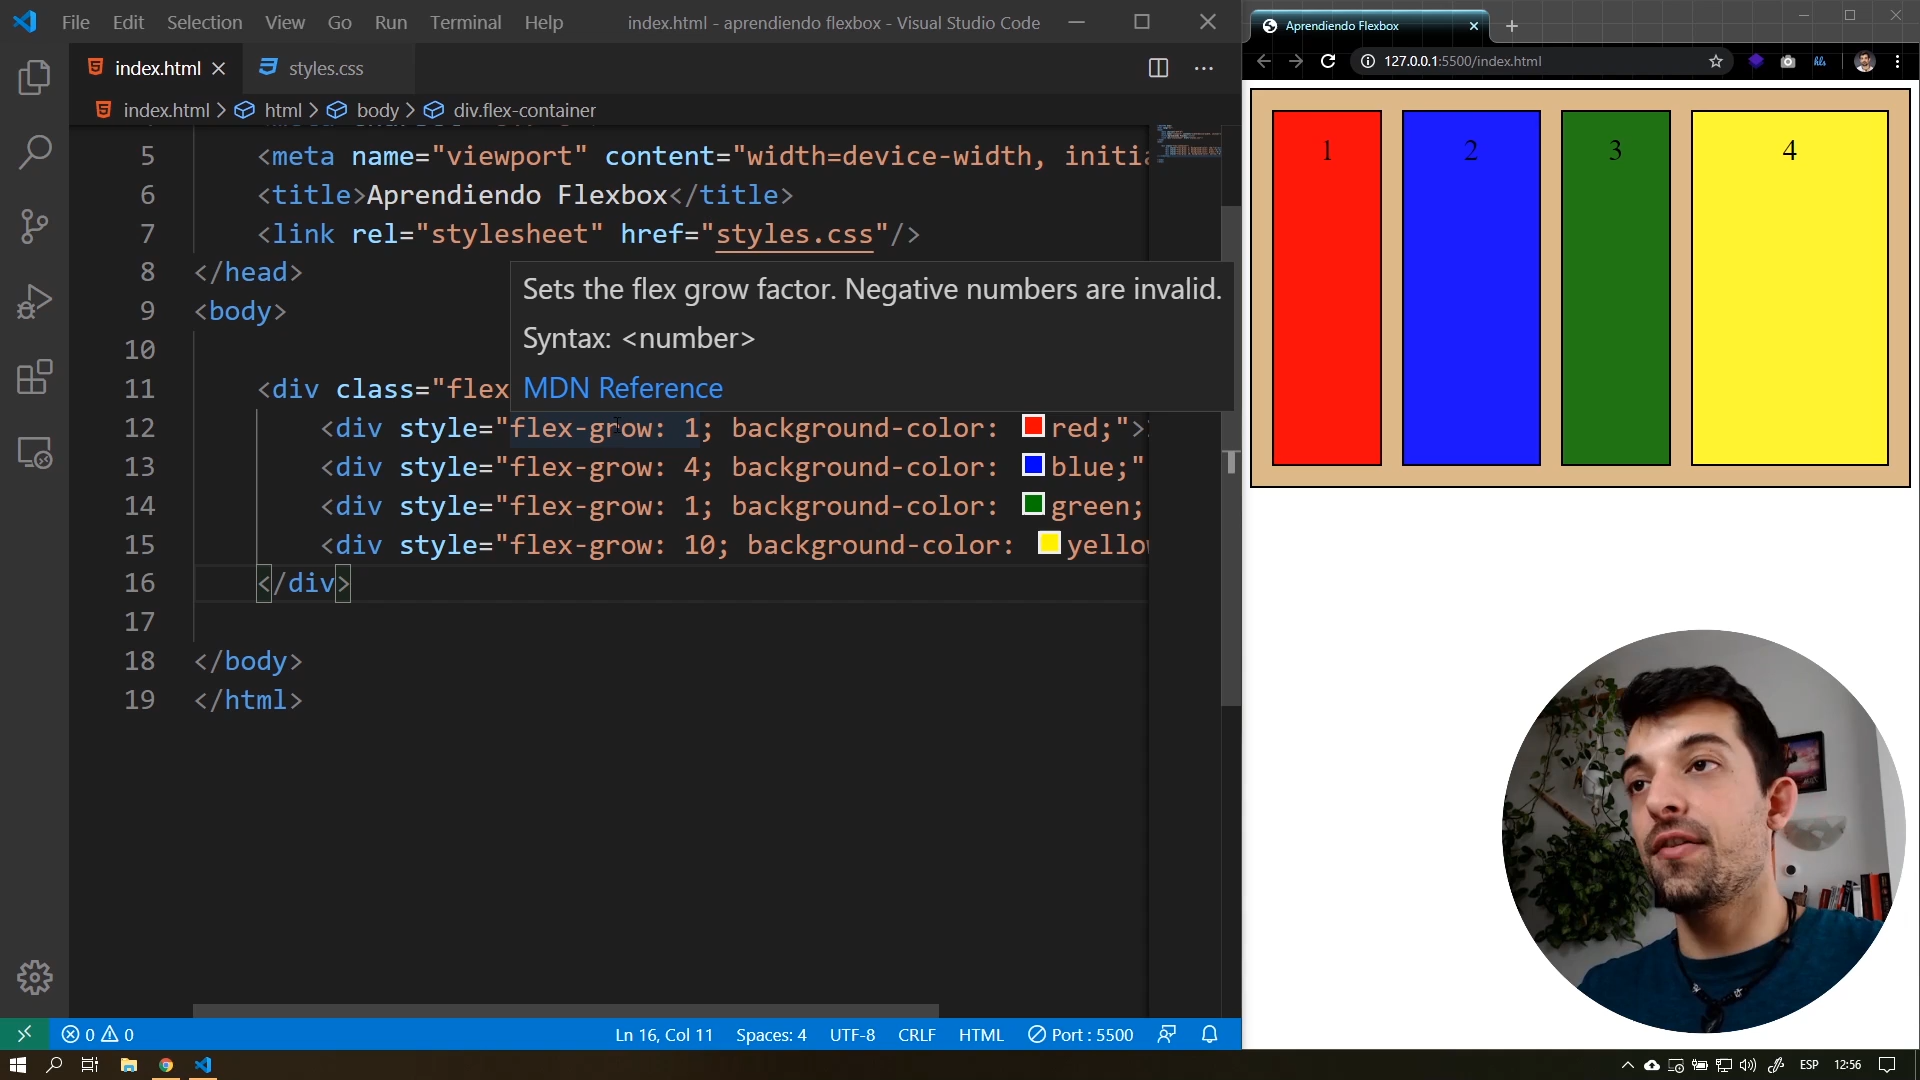 File Edit Selection View Go Run Terminal Help index.html - aprendiendo flexbox - Visual Studio Code
index.html styles.css
index.html > html > body > div.flex-container
5 <meta name="viewport" content="width=device-width, initia
6 <title>Aprendiendo Flexbox</title>
7 <link rel="stylesheet" href="styles.css"/>
8 </head>
9 <body>
10
11 <div class="flex
Sets the flex grow factor. Negative numbers are invalid.
Syntax: <number>
MDN Reference
12 <div style="flex-grow: 1; background-color: red;">
13 <div style="flex-grow: 4; background-color: blue;"
14 <div style="flex-grow: 1; background-color: green;
15 <div style="flex-grow: 10; background-color: yellow
16 </div>
17
18 </body>
19 </html>
0 0 Ln 16, Col 11 Spaces: 4 UTF-8 CRLF HTML Port : 5500
Aprendiendo Flexbox
127.0.0.1:5500/index.html
1 2 3 4
ESP 12:56